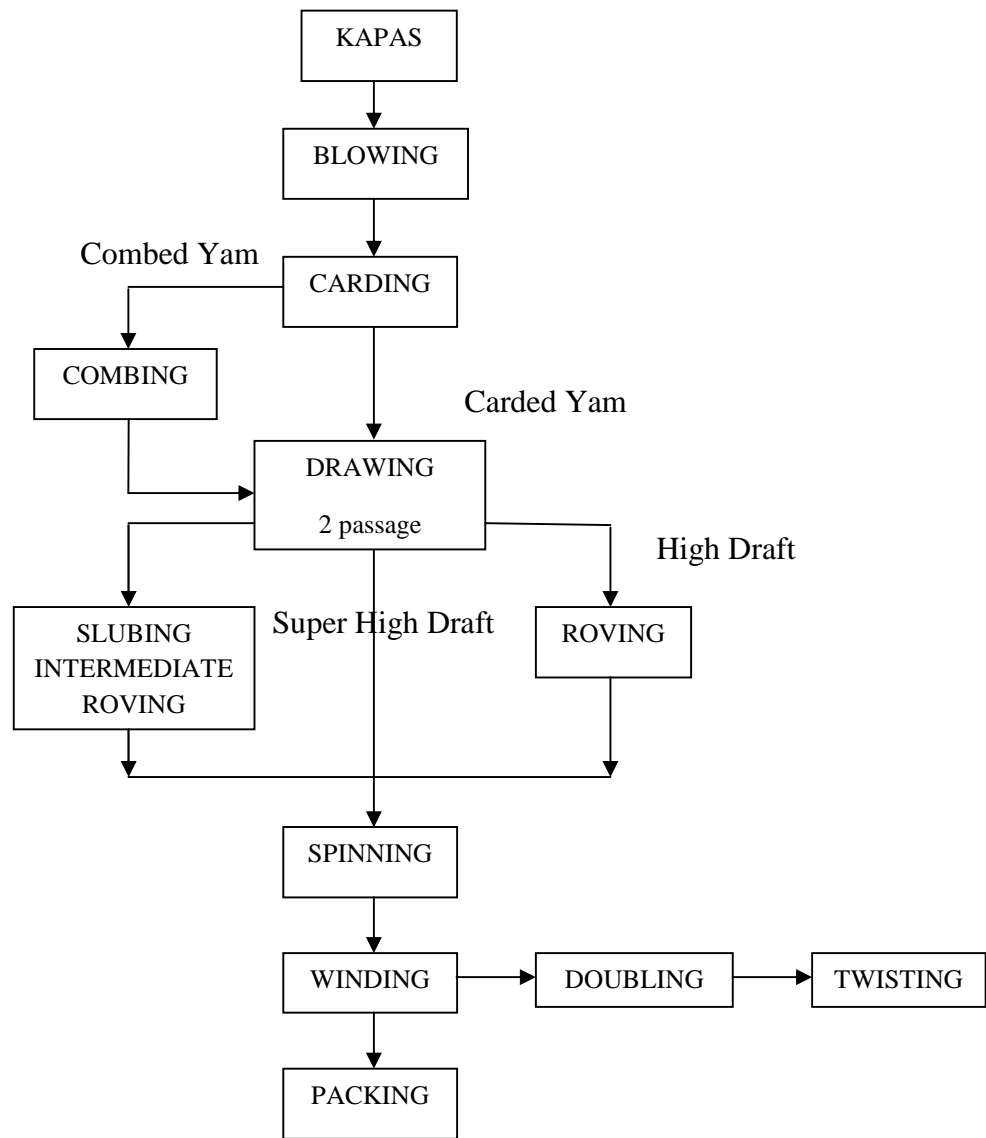 KAPAS
BLOWING
Combed Yam
CARDING
COMBING
Carded Yam
DRAWING
2 passage
High Draft
Super High Draft
SLUBING
INTERMEDIATE
ROVING
ROVING
SPINNING
WINDING
DOUBLING
TWISTING
PACKING